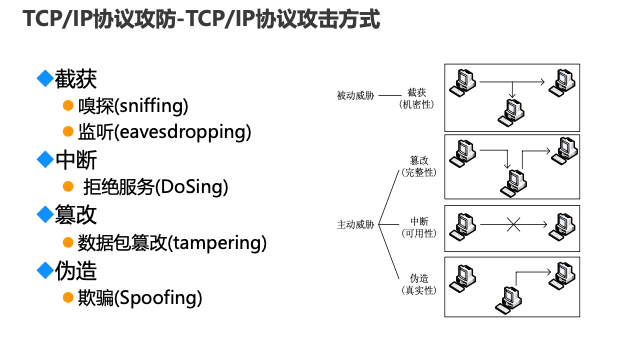 TCP/IP协议攻防-TCP/IP协议攻击方式
截获
嗅探(sniffing)
监听(eavesdropping)
中断
拒绝服务(DoSing)
篡改
数据包篡改(tampering)
伪造
欺骗(Spoofing)
被动威胁
截获
(机密性)
主动威胁
篡改
(完整性)
中断
(可用性)
伪造
(真实性)